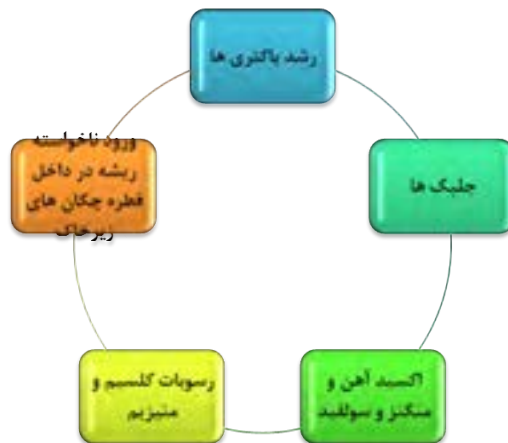 رشد باکتری ها
جلبک ها
اکسید آهن و
منگنز و سولفید
رسوبات کلسیم و
منیزیم
ورود ناخواسته
ریشه در داخل
قطره چکان های
زیرخاک